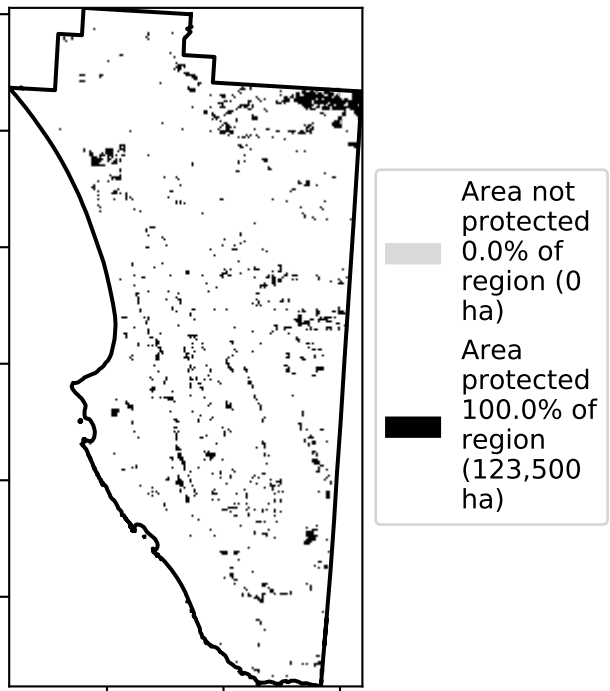 Area not
protected
0.0% of
region (0
ha)
Area
protected
100.0% of
region
(123,500
ha)